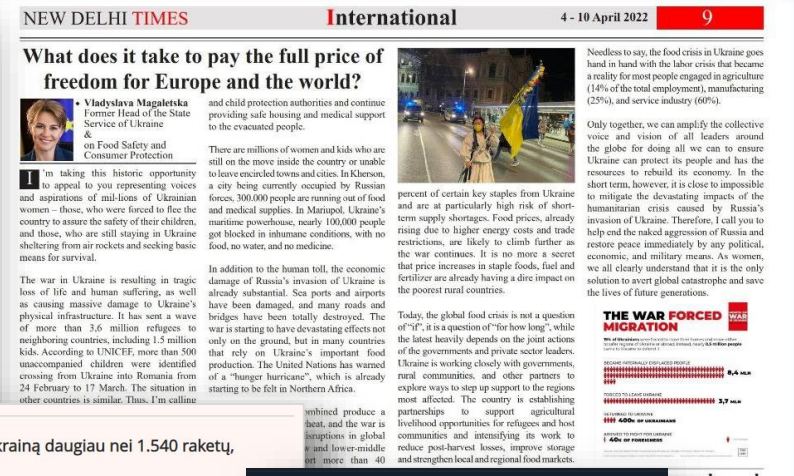 NEW DELHI TIMES
International
4 - 10 April 2022
9
What does it take to pay the full price of
freedom for Europe and the world?
• Vladyslava Magaletska
Former Head of the State
Service of Ukraine
&
on Food Safety and
Consumer Protection
I'm taking this historic opportunity
to appeal to you representing voices
and aspirations of mil-lions of Ukrainian
women – those, who were forced to flee the
country to assure the safety of their children,
and those, who are still staying in Ukraine
sheltering from air rockets and seeking basic
means for survival.
The war in Ukraine is resulting in tragic
loss of life and human suffering, as well
as causing massive damage to Ukraine's
physical infrastructure. It has sent a wave
of more than 3,6 million refugees to
neighboring countries, including 1.5 million
kids. According to UNICEF, more than 500
unaccompanied children were identified
crossing from Ukraine into Romania from
24 February to 17 March. The situation in
other countries is similar. Thus, I'm calling
and child protection authorities and continue
providing safe housing and medical support
to the evacuated people.
There are millions of women and kids who are
still on the move inside the country or unable
to leave encircled towns and cities. In Kherson,
a city being currently occupied by Russian
forces, 300.000 people are running out of food
and medical supplies. In Mariupol, Ukraine's
maritime powerhouse, nearly 100,000 people
got blocked in inhumane conditions, with no
food, no water, and no medicine.
In addition to the human toll, the economic
damage of Russia's invasion of Ukraine is
already substantial. Sea ports and airports
have been damaged, and many roads and
bridges have been totally destroyed. The
war is starting to have devastating effects not
only on the ground, but in many countries
that rely on Ukraine's important food
production. The United Nations has warned
of a "hunger hurricane", which is already
starting to be felt in Northern Africa.
ombined produce a
heat, and the war is
isruptions in global
and lower-middle
ort more than 40
percent of certain key staples from Ukraine
and are at particularly high risk of short-
term supply shortages. Food prices, already
rising due to higher energy costs and trade
restrictions, are likely to climb further as
the war continues. It is no more a secret
that price increases in staple foods, fuel and
fertilizer are already having a dire impact on
the poorest rural countries.
Today, the global food crisis is not a question
of "if", it is a question of "for how long", while
the latest heavily depends on the joint actions
of the governments and private sector leaders.
Ukraine is working closely with governments,
rural communities, and other partners to
explore ways to step up support to the regions
most affected. The country is establishing
partnerships to support agricultural
livelihood opportunities for refugees and host
communities and intensifying its work to
reduce post-harvest losses, improve storage
and strengthen local and regional food markets.
Needless to say, the food crisis in Ukraine goes
hand in hand with the labor crisis that became
a reality for most people engaged in agriculture
(14% of the total employment), manufacturing
(25%), and service industry (60%).
Only together, we can amplify the collective
voice and vision of all leaders around
the globe for doing all we can to ensure
Ukraine can protect its people and has the
resources to rebuild its economy. In the
short term, however, it is close to impossible
to mitigate the devastating impacts of the
humanitarian crisis caused by Russia's
invasion of Ukraine. Therefore, I call you to
help end the naked aggression of Russia and
restore peace immediately by any political,
economic, and military means. As women,
we all clearly understand that it is the only
solution to avert global catastrophe and save
the lives of future generations.
THE WAR FORCED
MIGRATION
WAR
BECAME INTERNALLY DISPLACED PEOPLE
8,4 MLN
FORCED TO LEAVE UKRAINE
3,7 MLN
RETURNED TO UKRAINE
400K OF UKRAINIANS
ARRIVED TO FIGHT FOR UKRAINE
40K OF FOREIGNERS
krainą daugiau nei 1.540 raketų,